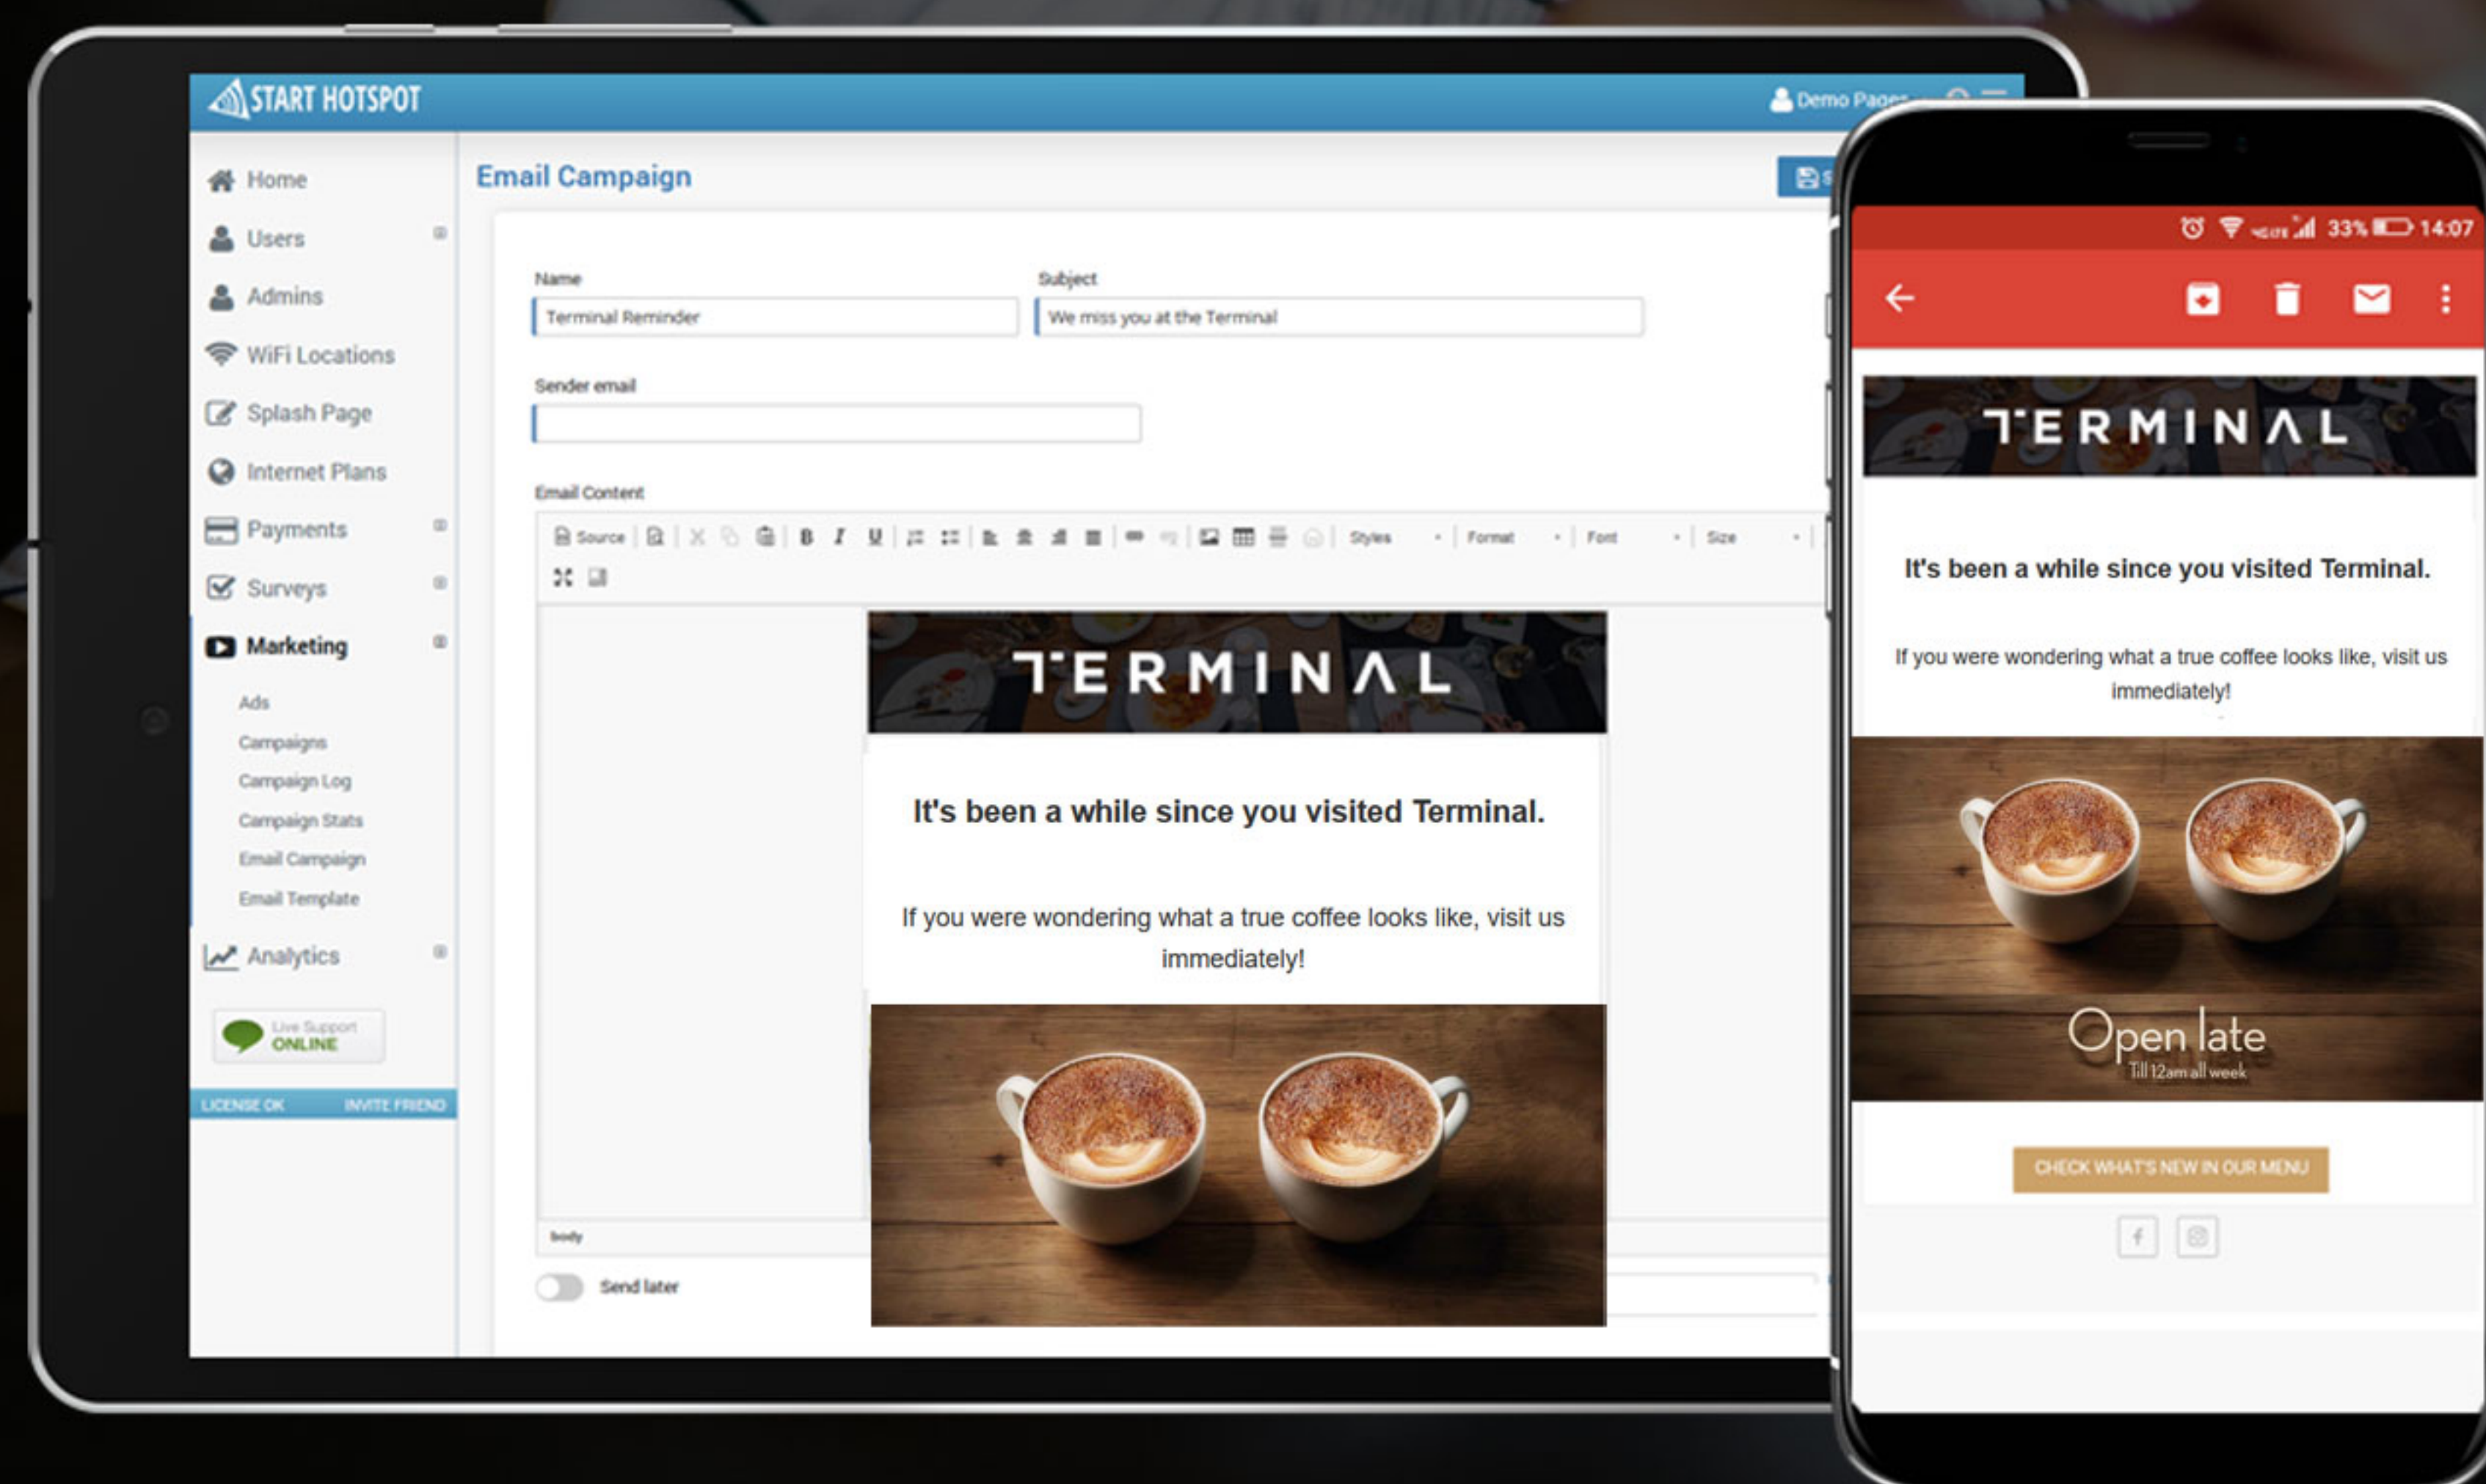 START HOTSPOT
Demo Pages
Home
Users
Admins
WiFi Locations
Splash Page
Internet Plans
Payments
Surveys
Marketing
Ads
Campaigns
Campaign Log
Campaign Stats
Email Campaign
Email Template
Analytics
Live Support
ONLINE
LICENSE OK INVITE FRIEND
Email Campaign
Name Subject
Terminal Reminder We miss you at the Terminal
Sender email
Email Content
Source B I U Styles Format Font Size
TERMINAL
It's been a while since you visited Terminal.
If you were wondering what a true coffee looks like, visit us
immediately!
body
Send later
33% 14:07
TERMINAL
It's been a while since you visited Terminal.
If you were wondering what a true coffee looks like, visit us
immediately!
Open late
Till 12am all week
CHECK WHAT'S NEW IN OUR MENU